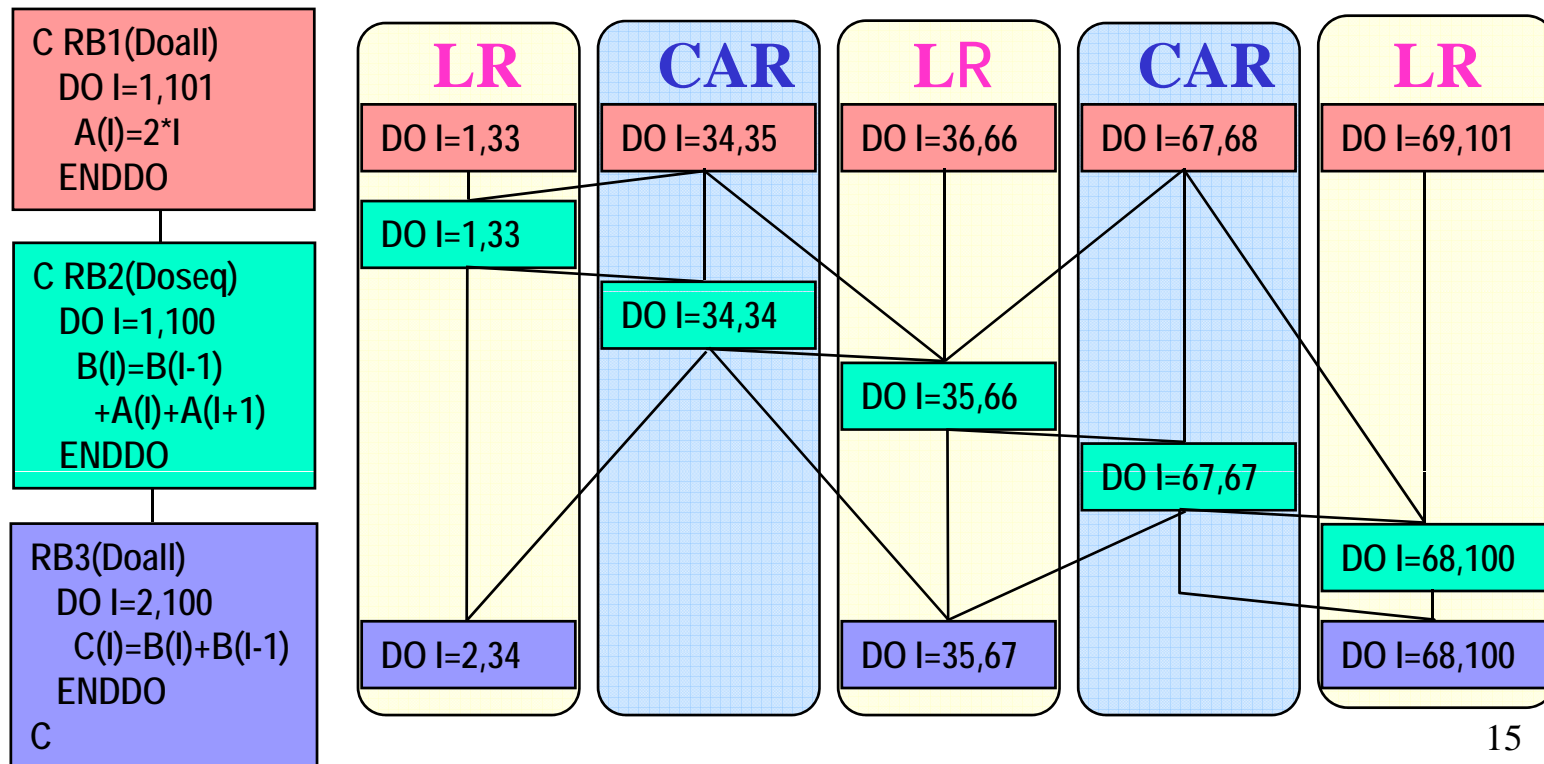 C RB1(Doall)
DO I=1,101
A(I)=2*I
ENDDO
C RB2(Doseq)
DO I=1,100
B(I)=B(I-1)
+A(I)+A(I+1)
ENDDO
RB3(Doall)
DO I=2,100
C(I)=B(I)+B(I-1)
ENDDO
C
LR
CAR
LR
CAR
LR
DO I=1,33
DO I=34,35
DO I=36,66
DO I=67,68
DO I=69,101
DO I=1,33
DO I=34,34
DO I=35,66
DO I=67,67
DO I=68,100
DO I=2,34
DO I=35,67
DO I=68,100
15